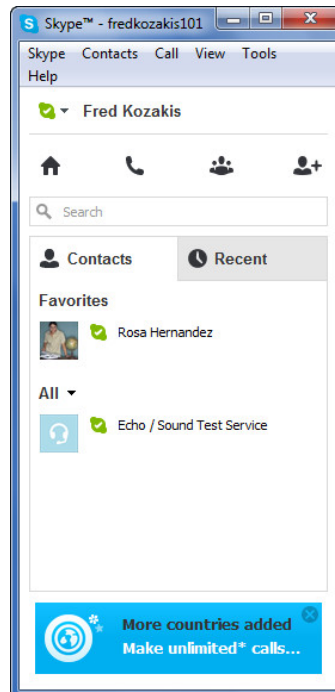 Skype™ - fredkozakis101
Skype Contacts Call View Tools
Help
Fred Kozakis
Search
Contacts
Recent
Favorites
Rosa Hernandez
All
Echo / Sound Test Service
More countries added
Make unlimited* calls...